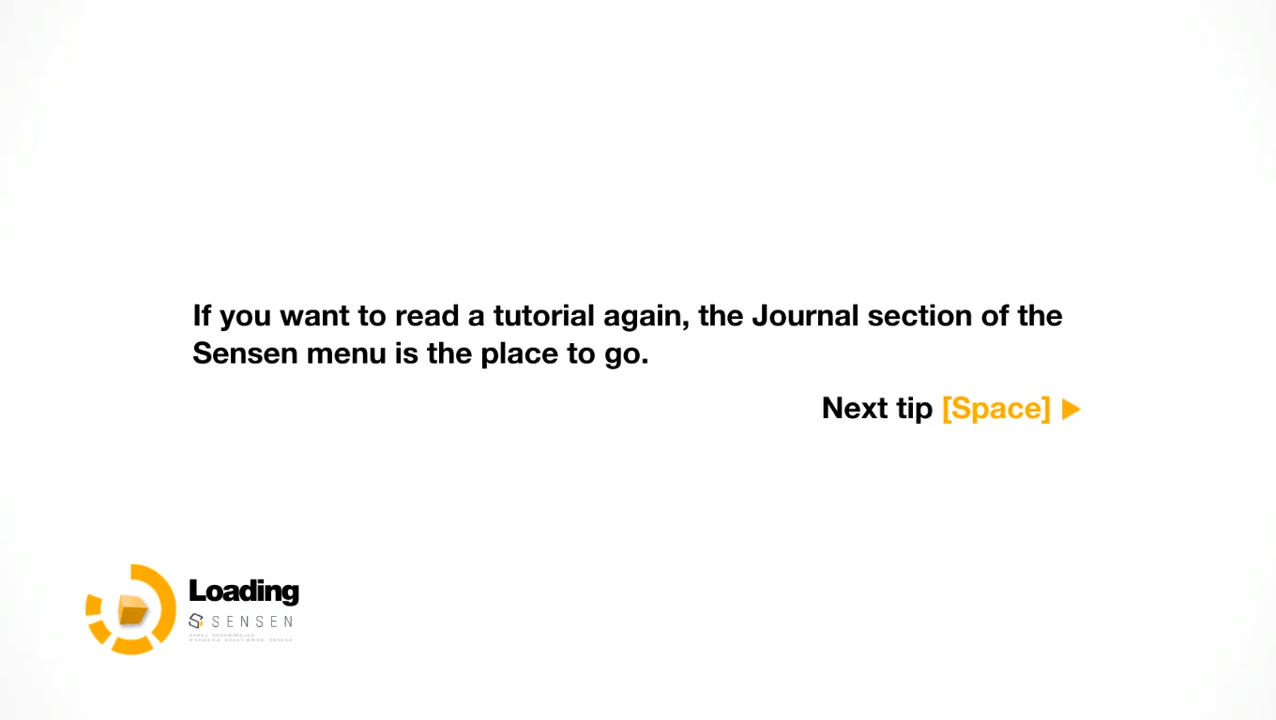 If you want to read a tutorial again, the Journal section of the
Sensen menu is the place to go.
Next tip [Space]
Loading
SENSEN